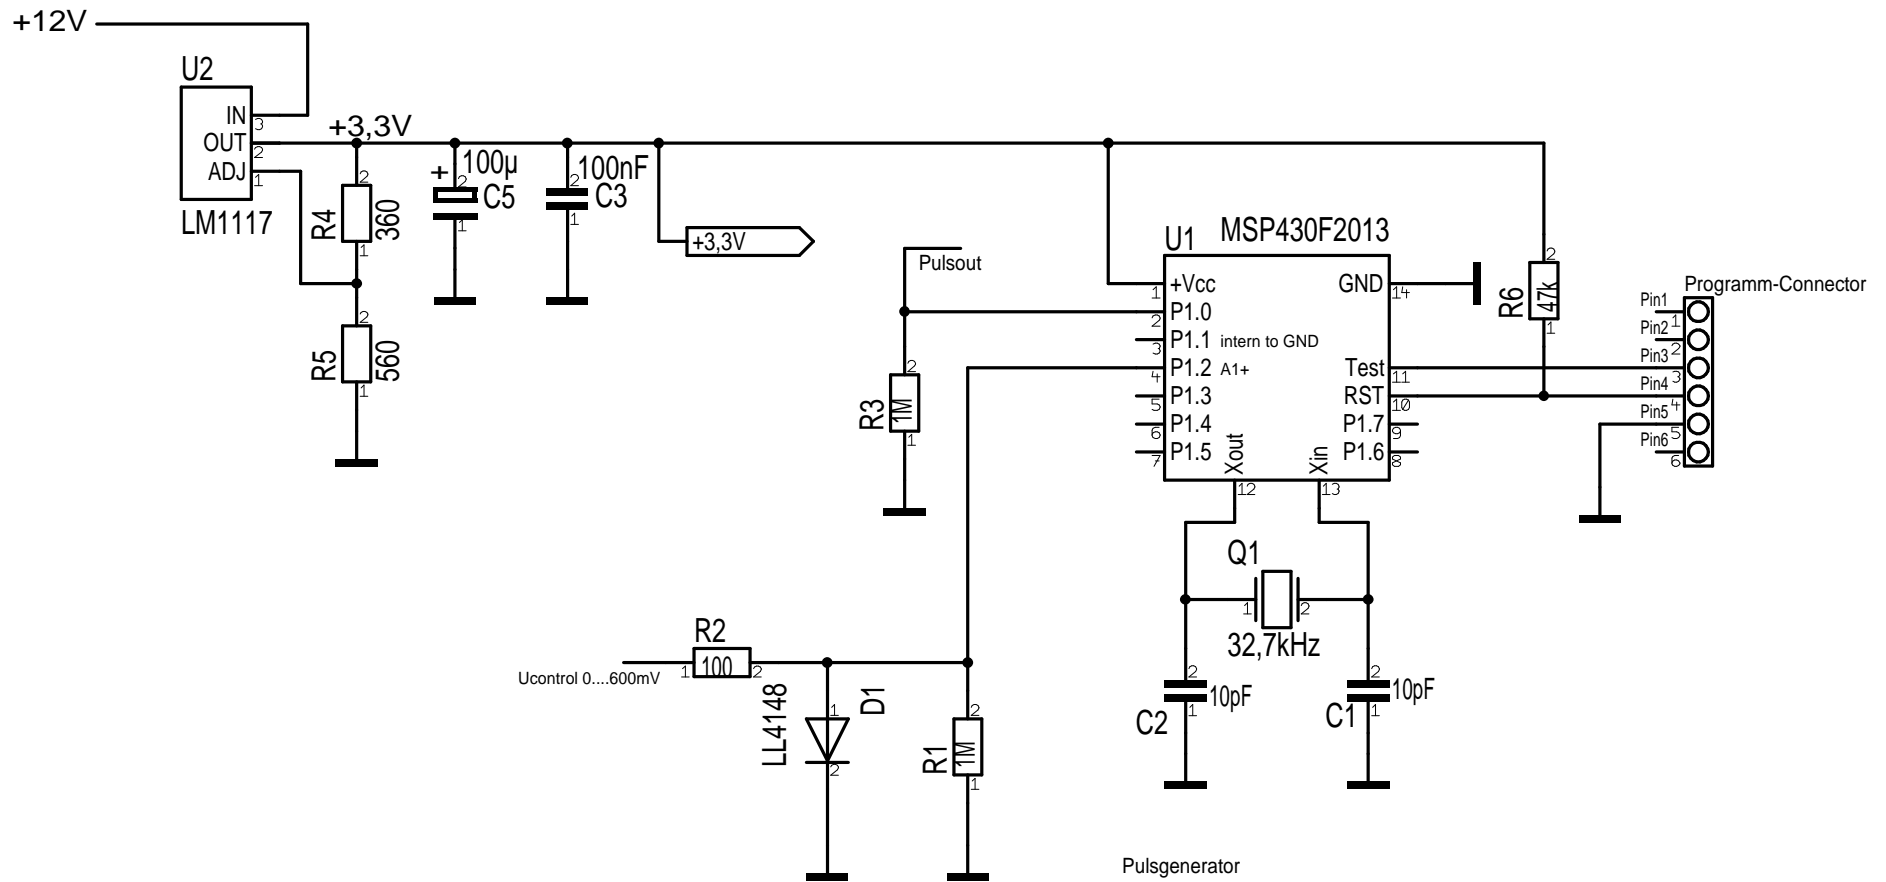 +12V
U2
IN
3
OUT
2
ADJ
1
LM1117
+3,3V
2
R4
360
1
2
R5
560
1
+
100µ
2
C5
1
100nF
2
C3
1
+3,3V
Pulsout
2
R3
1M
1
U1
MSP430F2013
+Vcc
1
P1.0
2
P1.1 intern to GND
3
P1.2 A1+
4
P1.3
5
P1.4
6
P1.5
7
GND
14
Test
11
RST
10
P1.7
9
P1.6
8
Xout
12
Xin
13
2
R6
47k
1
Programm-Connector
Pin1
1
Pin2
2
Pin3
3
Pin4
4
Pin5
5
Pin6
6
Q1
1
2
32,7kHz
2
10pF
C2
1
2
10pF
C1
1
Ucontrol 0....600mV
R2
1
100
2
LL4148
1
D1
2
2
R1
1M
1
Pulsgenerator